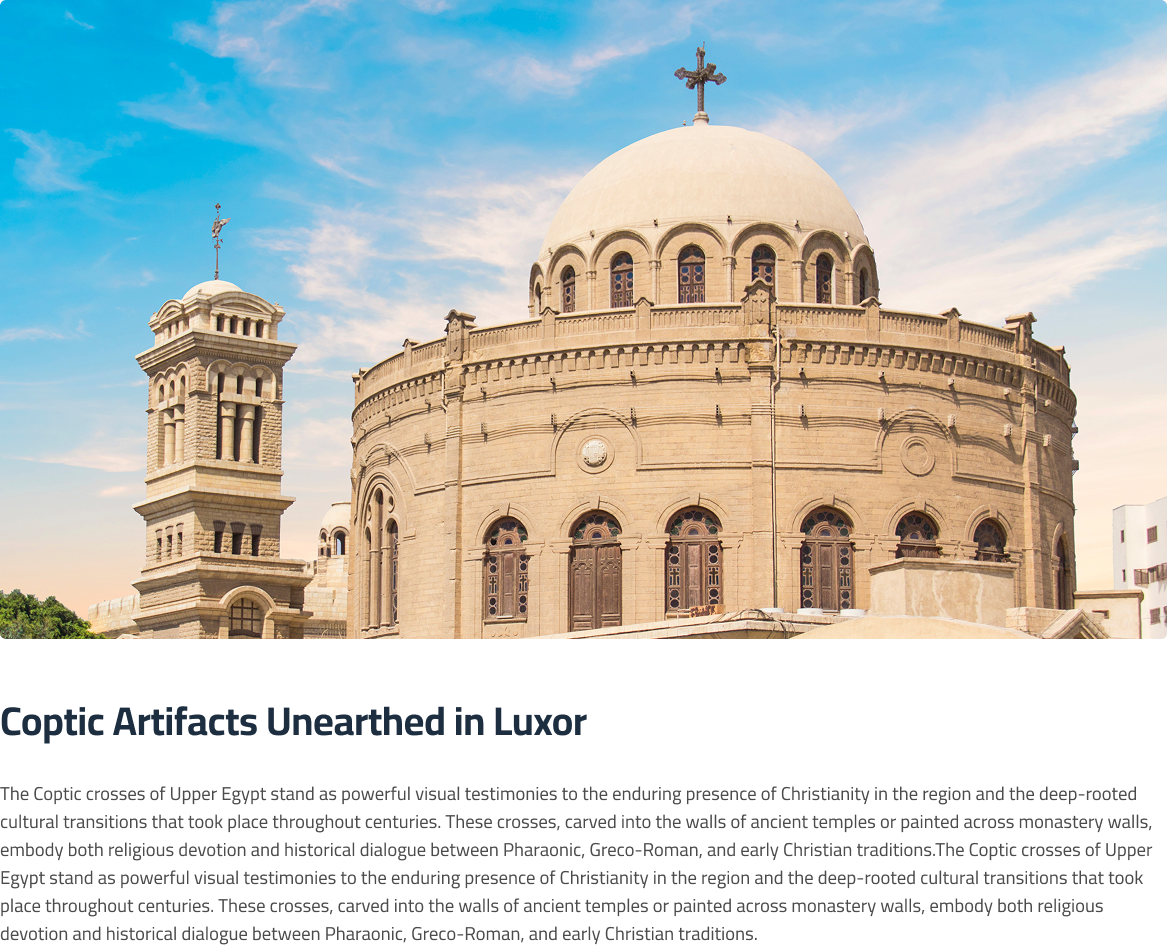 Coptic Artifacts Unearthed in Luxor
The Coptic crosses of Upper Egypt stand as powerful visual testimonies to the enduring presence of Christianity in the region and the deep-rooted
cultural transitions that took place throughout centuries. These crosses, carved into the walls of ancient temples or painted across monastery walls,
embody both religious devotion and historical dialogue between Pharaonic, Greco-Roman, and early Christian traditions.The Coptic crosses of Upper
Egypt stand as powerful visual testimonies to the enduring presence of Christianity in the region and the deep-rooted cultural transitions that took
place throughout centuries. These crosses, carved into the walls of ancient temples or painted across monastery walls, embody both religious
devotion and historical dialogue between Pharaonic, Greco-Roman, and early Christian traditions.